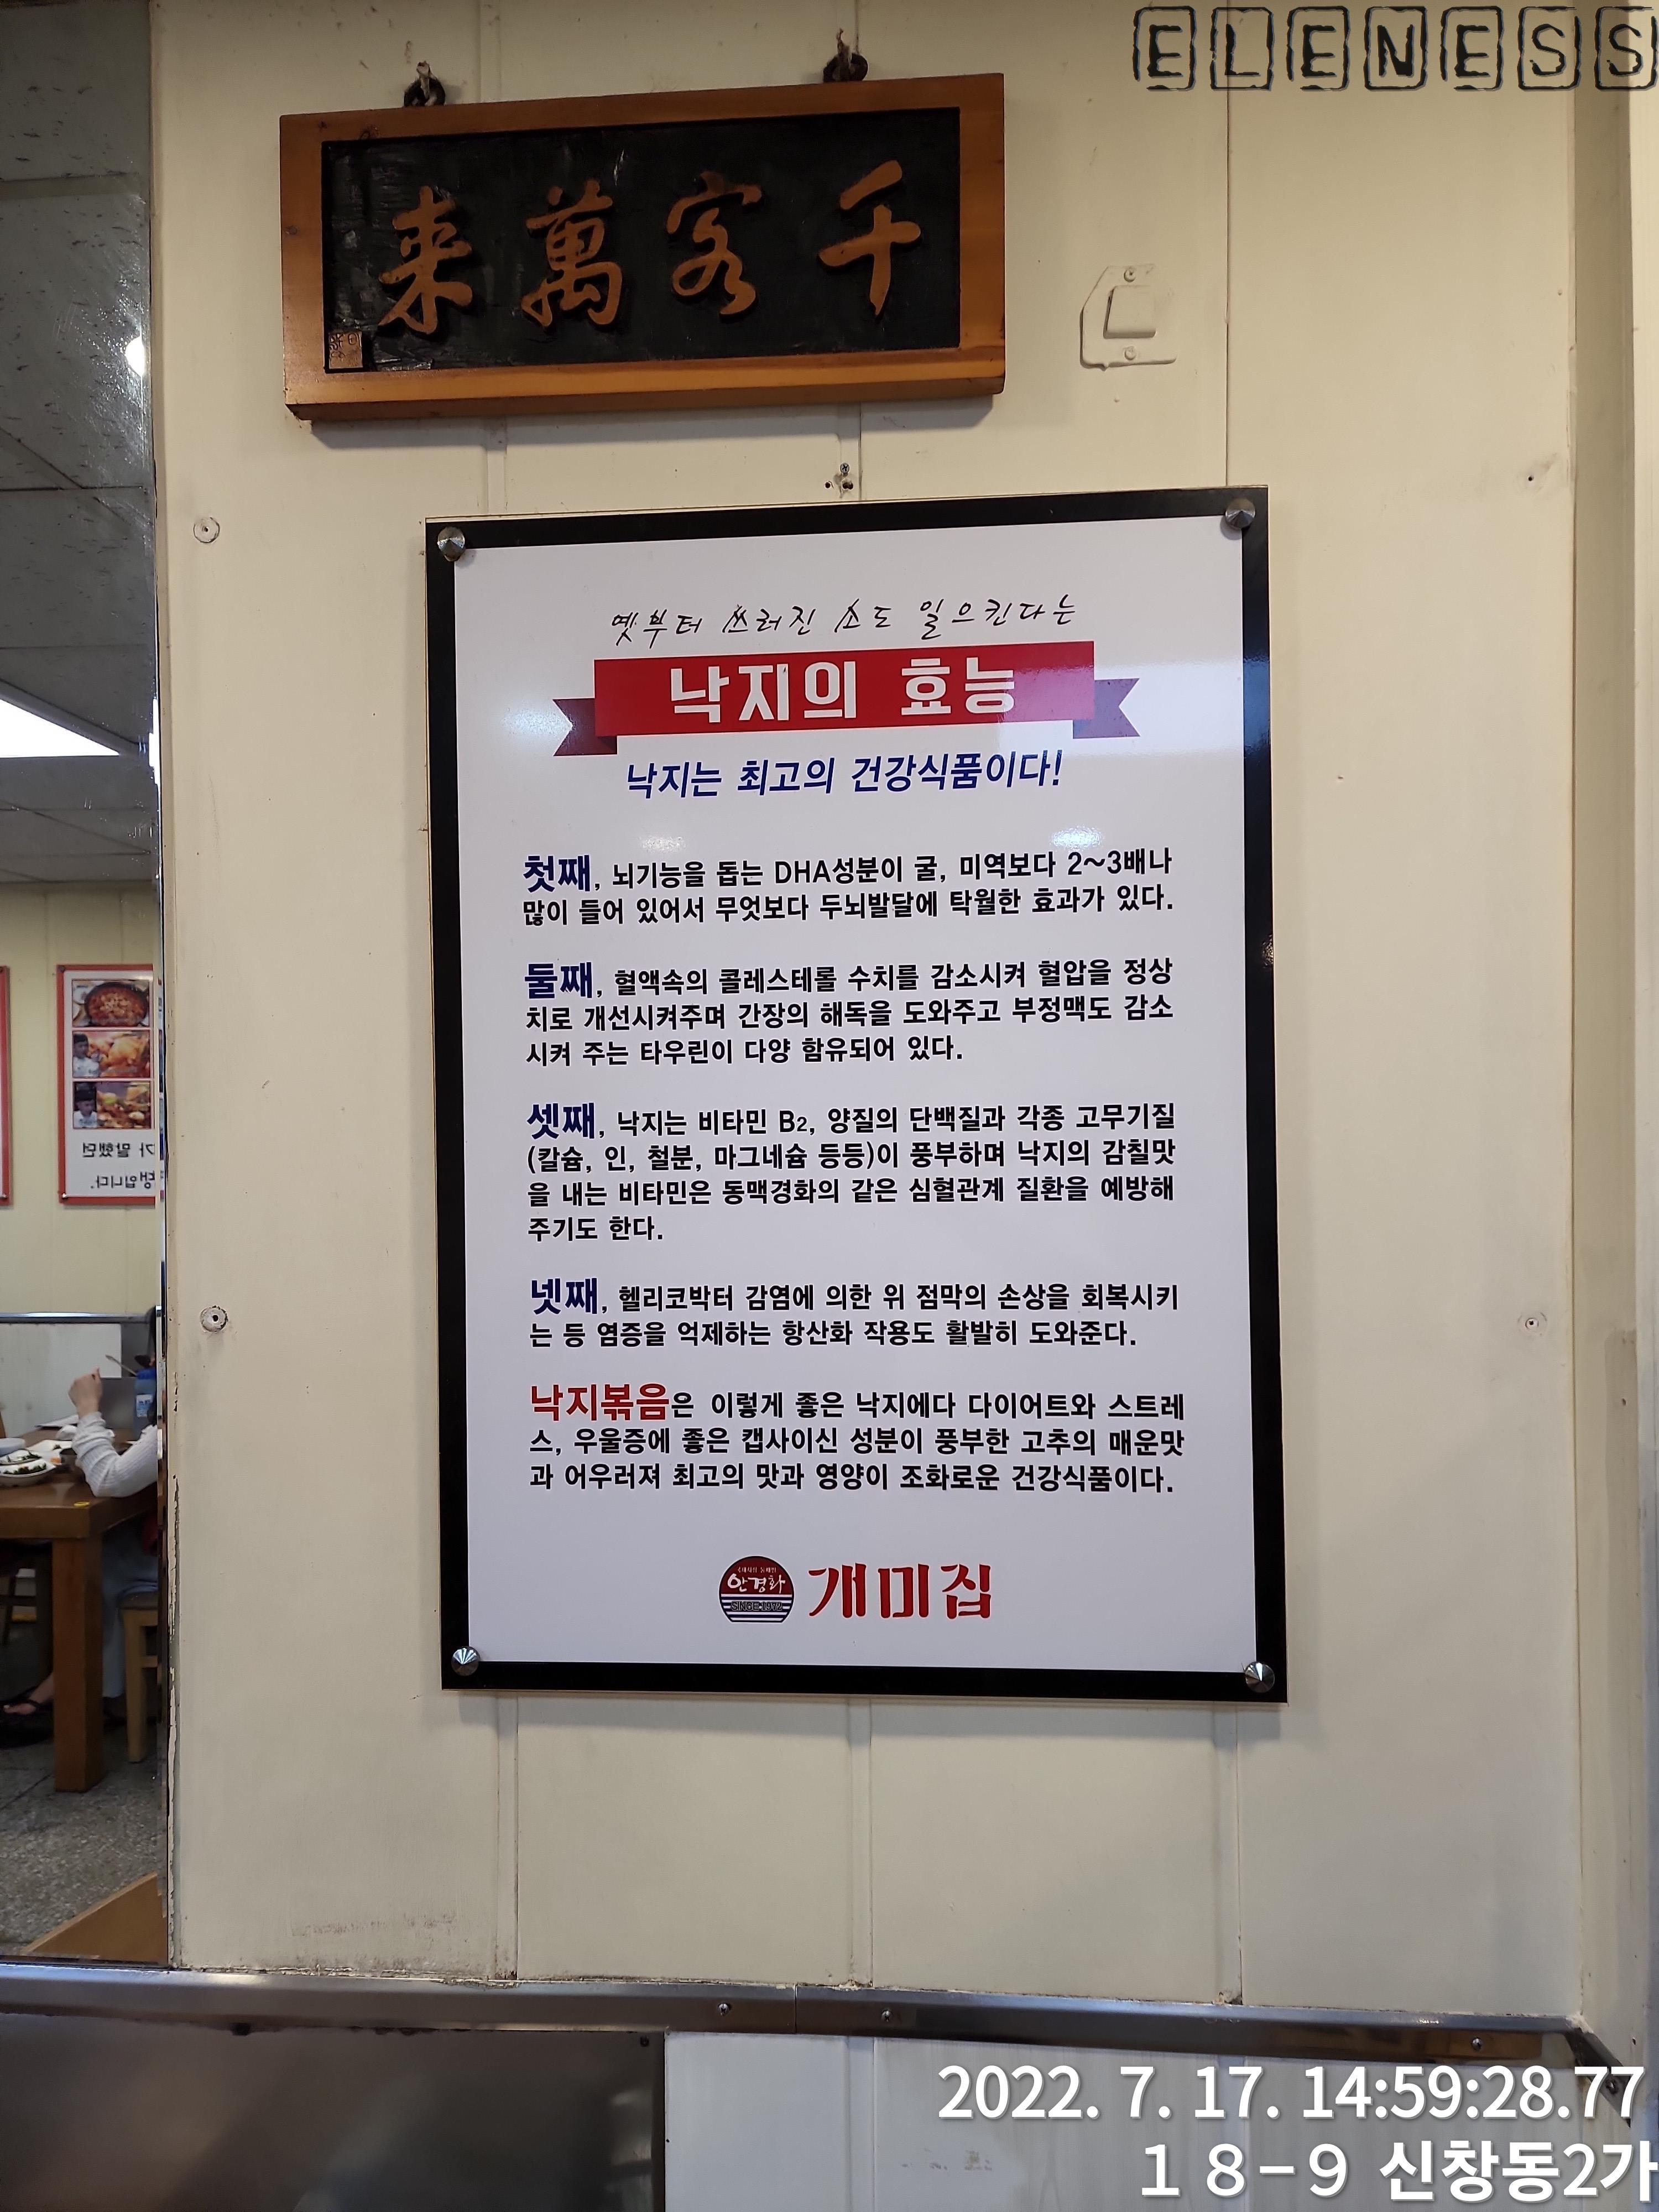 ELENESS
千客萬来
옛부터 쓰러진 소도 일으킨다는
낙지의 효능
낙지는 최고의 건강식품이다!
첫째, 뇌기능을 돕는 DHA성분이 굴, 미역보다 2~3배나
많이 들어 있어서 무엇보다 두뇌발달에 탁월한 효과가 있다.
둘째, 혈액속의 콜레스테롤 수치를 감소시켜 혈압을 정상
치로 개선시켜주며 간장의 해독을 도와주고 부정맥도 감소
시켜 주는 타우린이 다양 함유되어 있다.
셋째, 낙지는 비타민 B2, 양질의 단백질과 각종 고무기질
(칼슘, 인, 철분, 마그네슘 등등)이 풍부하며 낙지의 감칠맛
을 내는 비타민은 동맥경화의 같은 심혈관계 질환을 예방해
주기도 한다.
넷째, 헬리코박터 감염에 의한 위 점막의 손상을 회복시키
는 등 염증을 억제하는 항산화 작용도 활발히 도와준다.
낙지볶음은 이렇게 좋은 낙지에다 다이어트와 스트레
스, 우울증에 좋은 캡사이신 성분이 풍부한 고추의 매운맛
과 어우러져 최고의 맛과 영양이 조화로운 건강식품이다.
안경화
SINCE 1972
개미집
가 말했던
입니다.
2022. 7. 17. 14:59:28.77
18-9 신창동2가